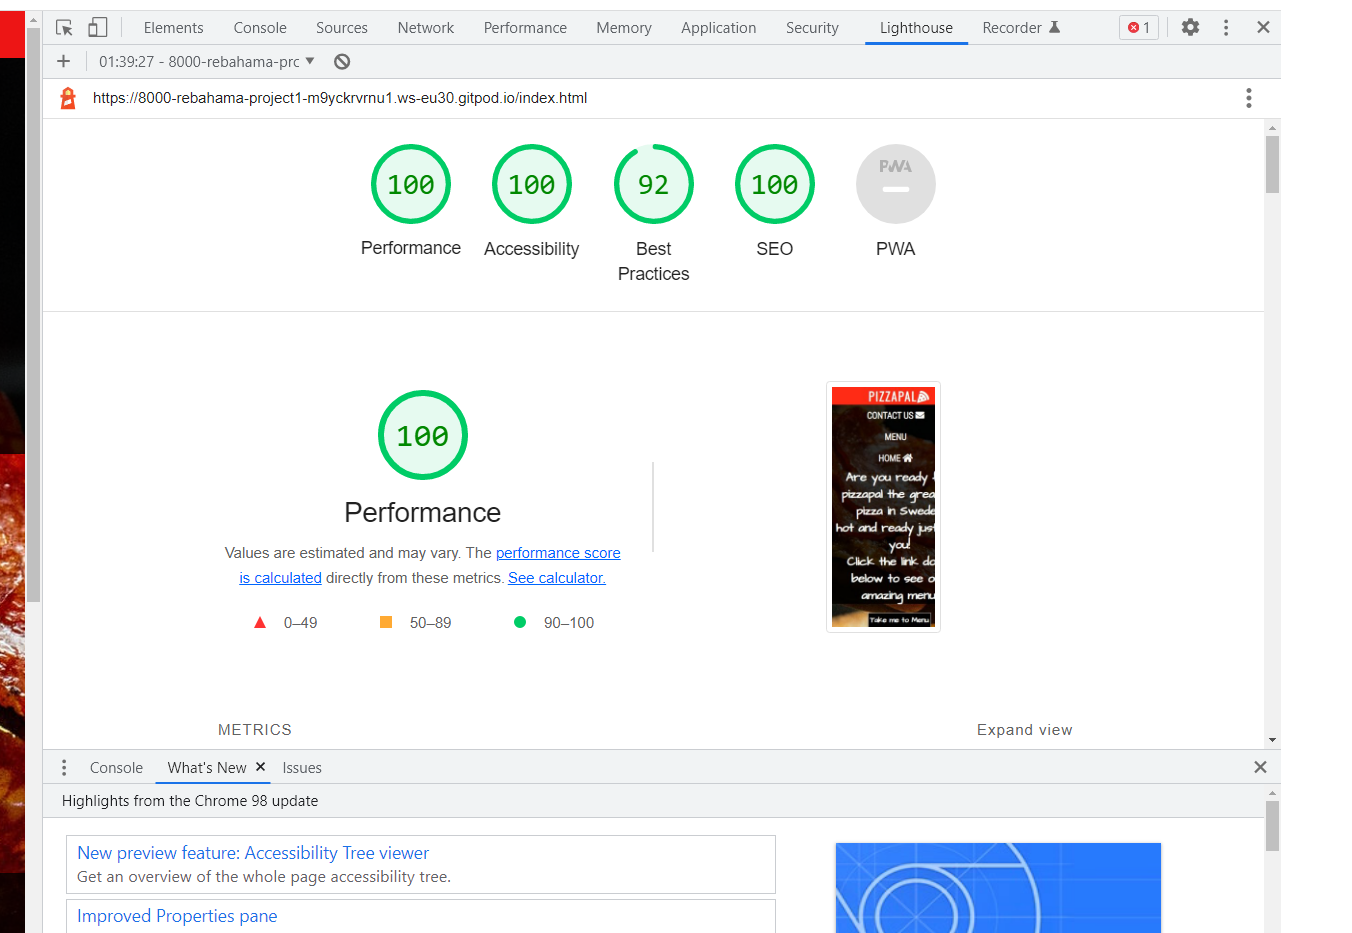 Elements Console Sources Network Performance Memory Application Security Lighthouse Recorder 1
01:39:27 - 8000-rebahama-prc
https://8000-rebahama-project1-m9yckrvrnu1.ws-eu30.gitpod.io/index.html
100 100 92 100 PWA
Performance Accessibility Best Practices SEO PWA
100
Performance
Values are estimated and may vary. The performance score
is calculated directly from these metrics. See calculator.
0–49 50–89 90–100
PIZZAPAL
CONTACT US
MENU
HOME
Are you ready
pizzapal the grea
pizza in Swede
hot and ready jus
you!
Click the link do
below to see o
amazing menu
Take me to Menu
METRICS Expand view
Console What's New Issues
Highlights from the Chrome 98 update
New preview feature: Accessibility Tree viewer
Get an overview of the whole page accessibility tree.
Improved Properties pane